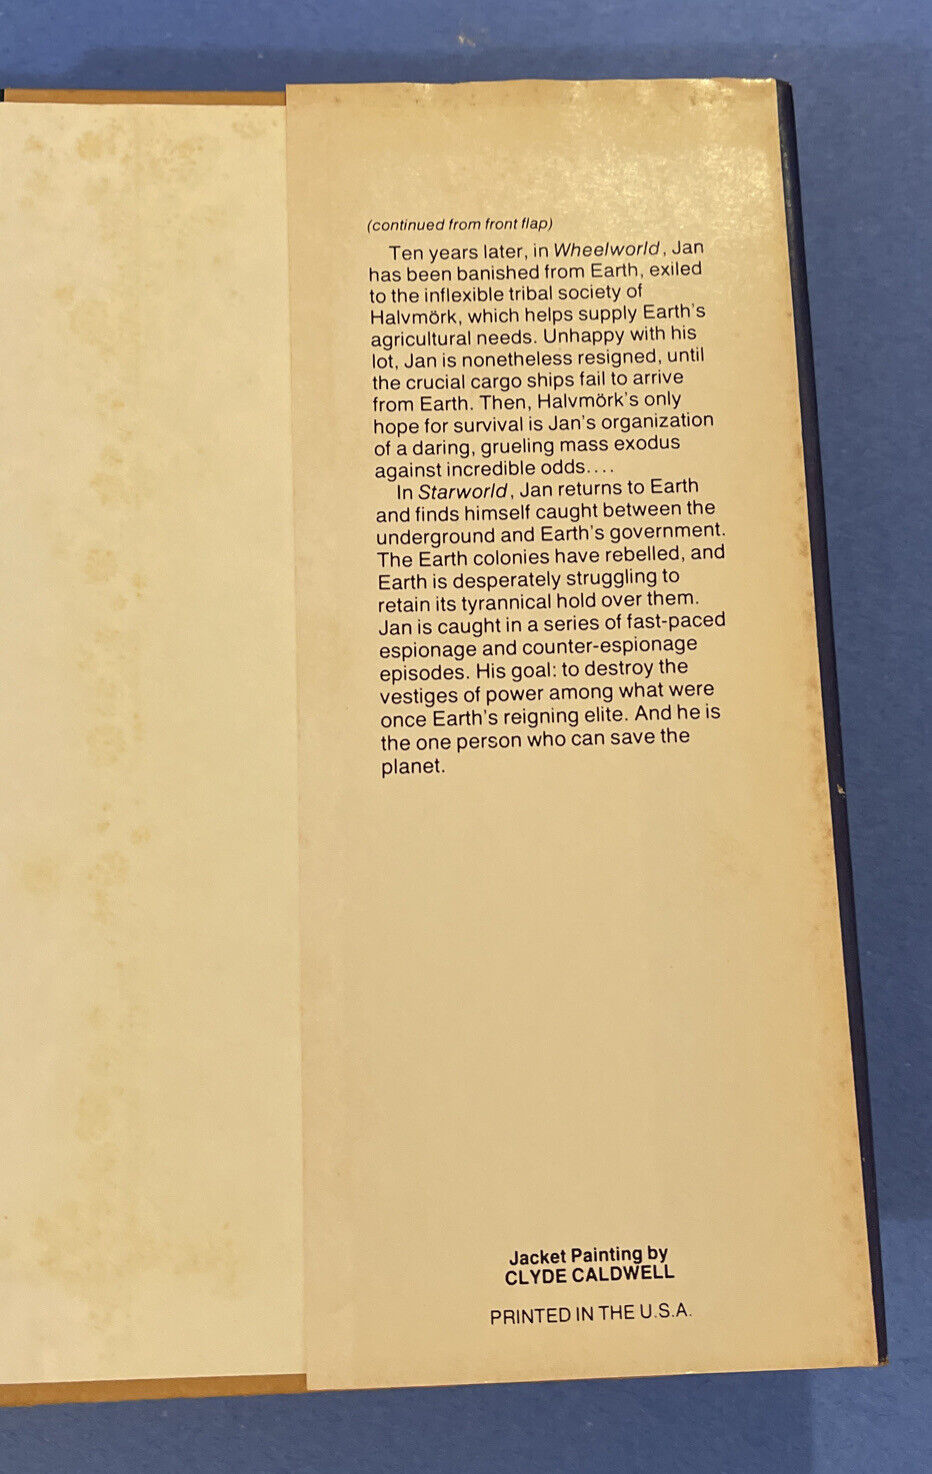 (continued from front flap)
Ten years later, in Wheelworld, Jan
has been banished from Earth, exiled
to the inflexible tribal society of
Halvmörk, which helps supply Earth's
agricultural needs. Unhappy with his
lot, Jan is nonetheless resigned, until
the crucial cargo ships fail to arrive
from Earth. Then, Halvmörk's only
hope for survival is Jan's organization
of a daring, grueling mass exodus
against incredible odds....
In Starworld, Jan returns to Earth
and finds himself caught between the
underground and Earth's government.
The Earth colonies have rebelled, and
Earth is desperately struggling to
retain its tyrannical hold over them.
Jan is caught in a series of fast-paced
espionage and counter-espionage
episodes. His goal: to destroy the
vestiges of power among what were
once Earth's reigning elite. And he is
the one person who can save the
planet.
Jacket Painting by
CLYDE CALDWELL
PRINTED IN THE U.S.A.